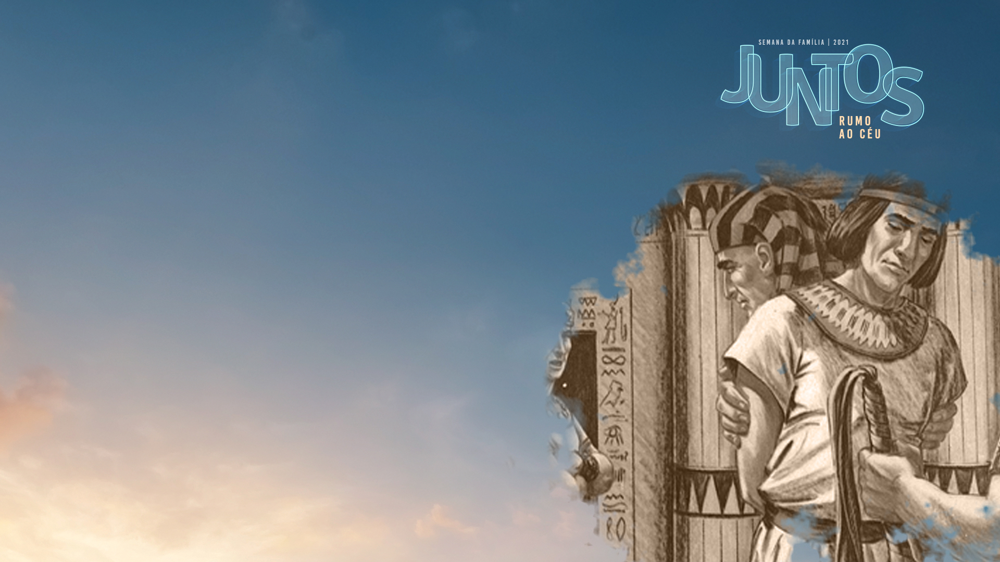 SEMANA DA FAMÍLIA | 2021
JUNTOS
RUMO
AO CÉU